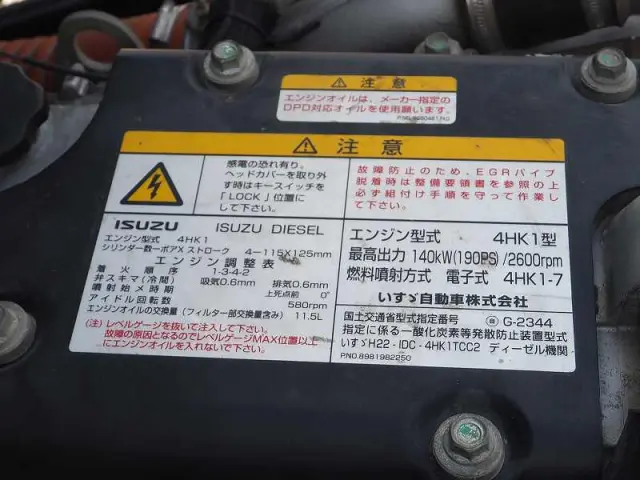 注意
エンジンオイルは、メーカー指定の
DPD対応オイルを使用願います。
注意
感電の恐れ有り。
ヘッドカバーを取り外
す時はキースイッチを
「LOCK」位置に
して下さい。
故障防止のため、EGRパイプ
脱着時は整備要領書を参照の上
必ず組付け手順を守って作業し
て下さい。
ISUZU ISUZU DIESEL
エンジン型式 4HK1
シリンダー数ーボアXストローク 4-115X125mm
エンジン調整表
着火順序 1-3-4-2
弁スキマ(冷間) 吸気0.6mm 排気0.6mm
噴射始メ時期 上死点前 0°
アイドル回転数 580rpm
エンジンオイルの交換量(フィルター部交換量含み) 11.5L
(注)レベルゲージを抜いて注入して下さい。
故障の原因となるのでレベルゲージMAX位置以上
にエンジンオイルを入れないで下さい。
エンジン型式 4HK1型
最高出力 140kW(190PS)/2600rpm
燃料噴射方式 電子式 4HK1-7
いすゞ自動車株式会社
国土交通省型式指定番号 G-2344
指定に係る一酸化炭素等発散防止装置型式
いすゞH22-IDC-4HK1TCC2 ディーゼル機関
PNO.8981982250